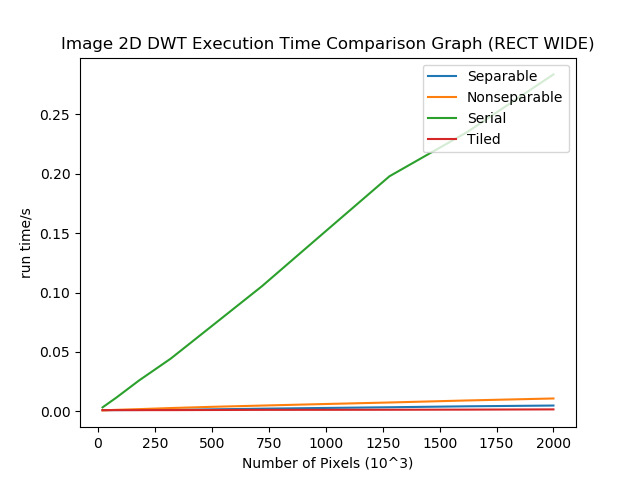 Image 2D DWT Execution Time Comparison Graph (RECT WIDE)
Separable
Nonseparable
Serial
Tiled
run time/s
0.25
0.20
0.15
0.10
0.05
0.00
0 250 500 750 1000 1250 1500 1750 2000
Number of Pixels (10^3)